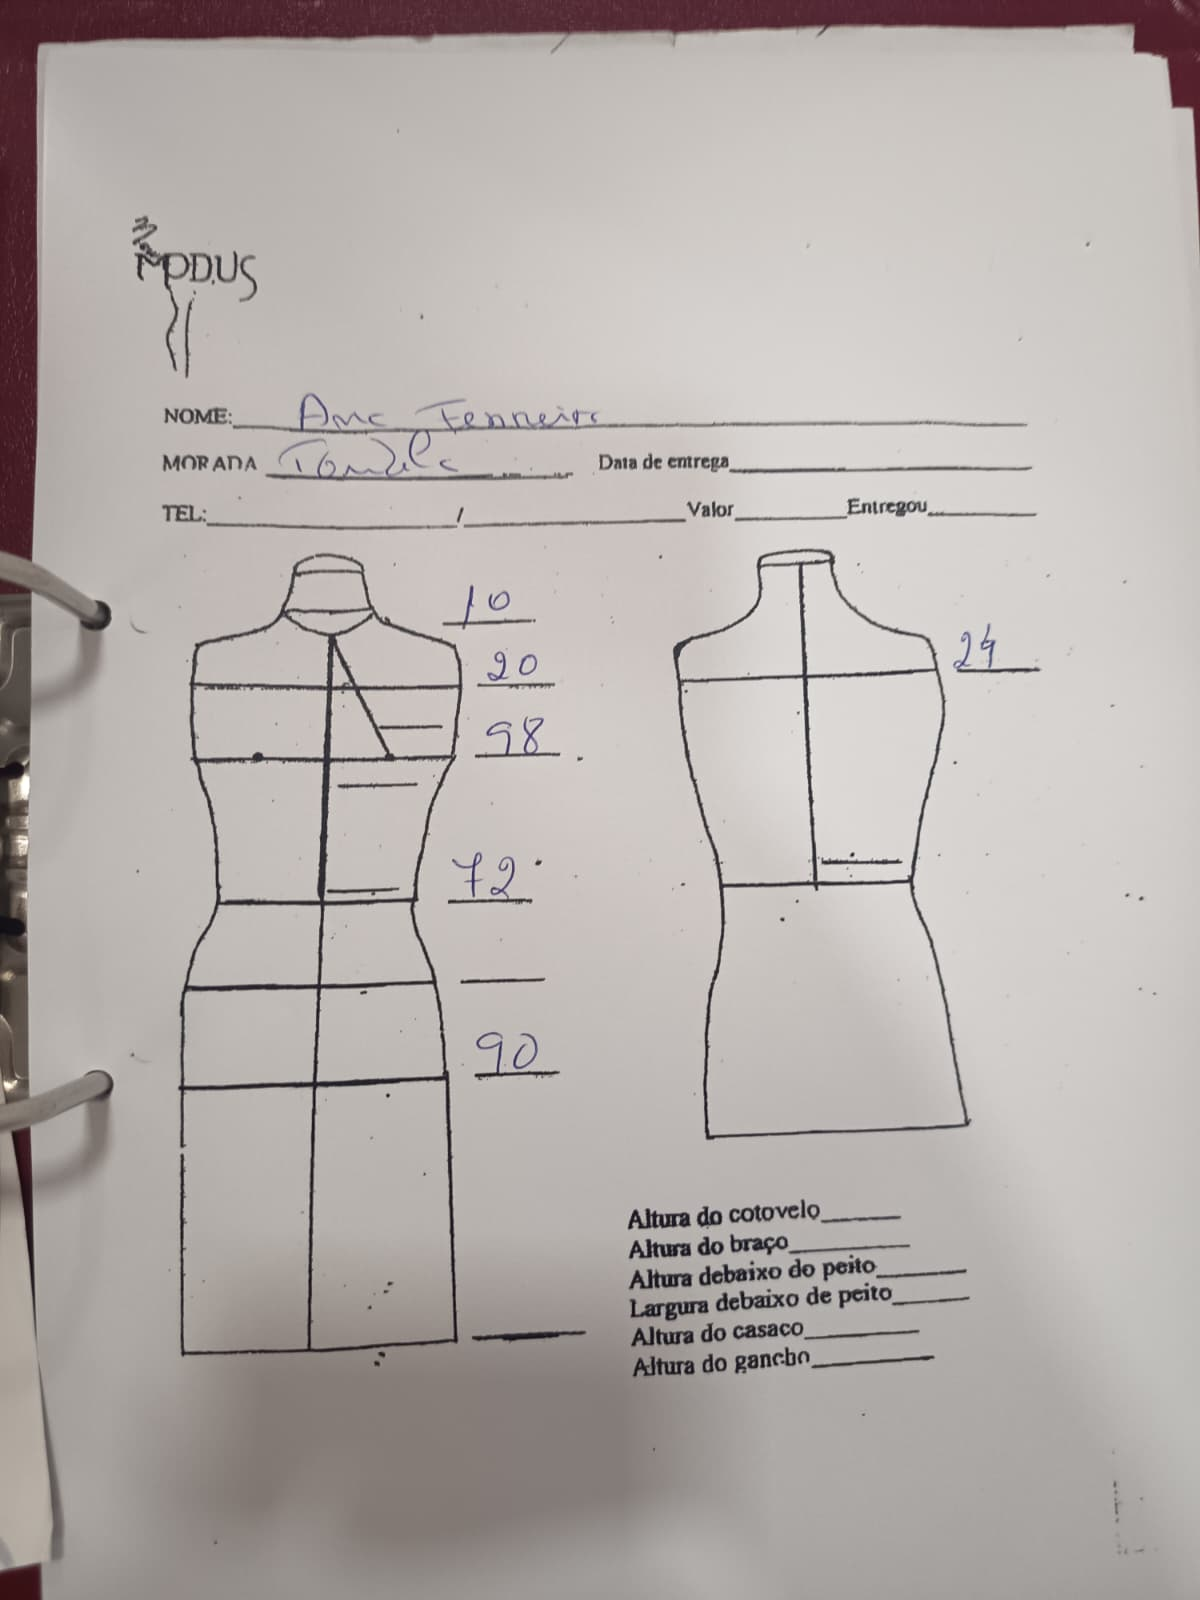 MODUS
NOME: Ana Ferreira
MORADA Tondela Data de entrega
TEL: / Valor Entregou
10
20
98
72
90
24
Altura do cotovelo
Altura do braço
Altura debaixo do peito
Largura debaixo de peito
Altura do casaco
Altura do gancho